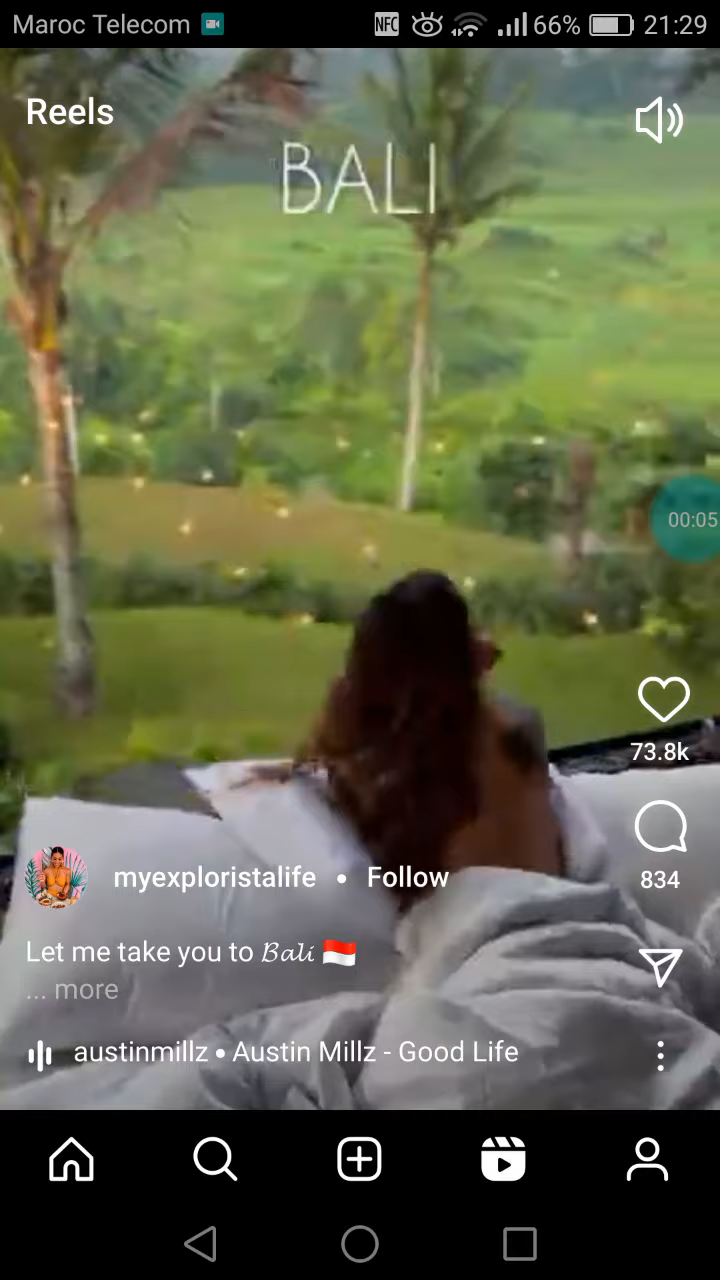 Maroc Telecom NFC 66% 21:29
Reels
BALI
00:05
73.8k
834
myexploristalife • Follow
Let me take you to 𝓑𝓪𝓵𝓲 🇮🇩
... more
austinmillz • Austin Millz - Good Life